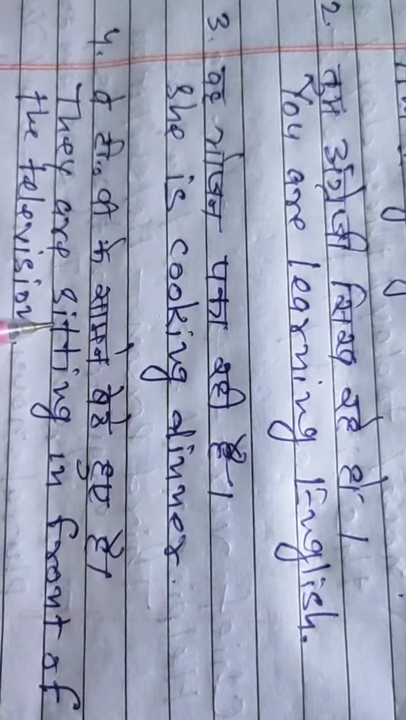 2. तुम अंग्रेजी सिख रहे हो।
You are learning English.
3. वह भोजन पका रही है।
She is cooking dinner.
4. वे टी.वी के सामने बैठे हुए हैं।
They are sitting in front of
the television